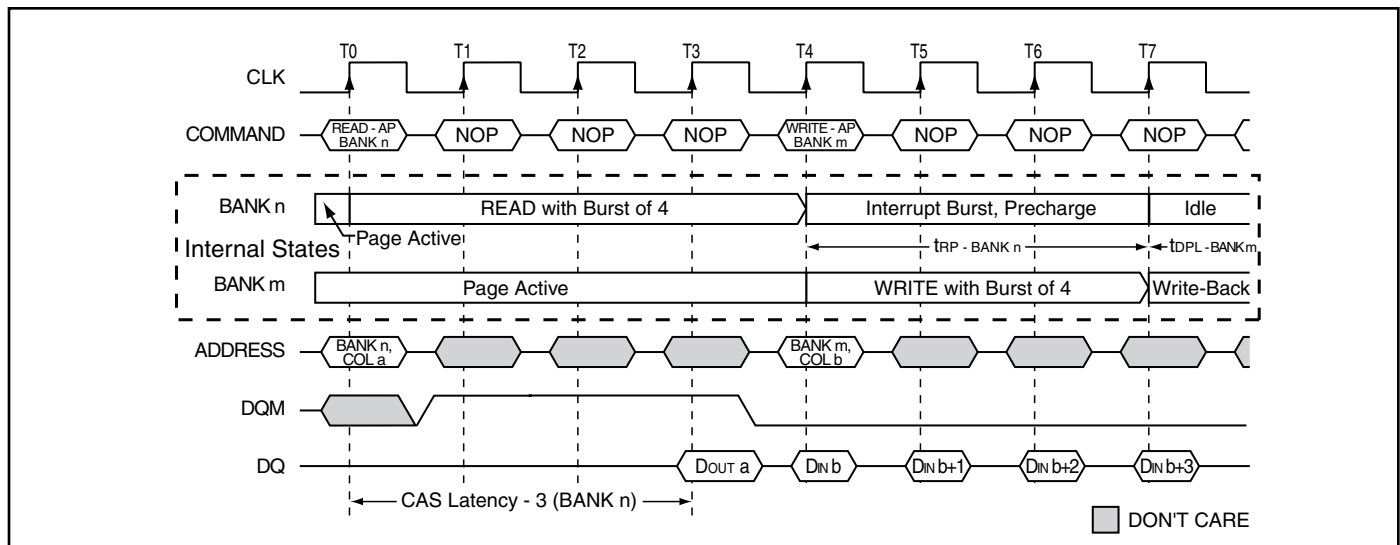 T0 T1 T2 T3 T4 T5 T6 T7
CLK
COMMAND READ - AP BANK n NOP NOP NOP WRITE - AP BANK m NOP NOP NOP
BANK n READ with Burst of 4 Interrupt Burst, Precharge Idle
Page Active
Internal States
tRP - BANK n tDPL - BANK m
BANK m Page Active WRITE with Burst of 4 Write-Back
ADDRESS BANK n, COL a BANK m, COL b
DQM
DQ DOUT a DIN b DIN b+1 DIN b+2 DIN b+3
CAS Latency - 3 (BANK n)
DON'T CARE